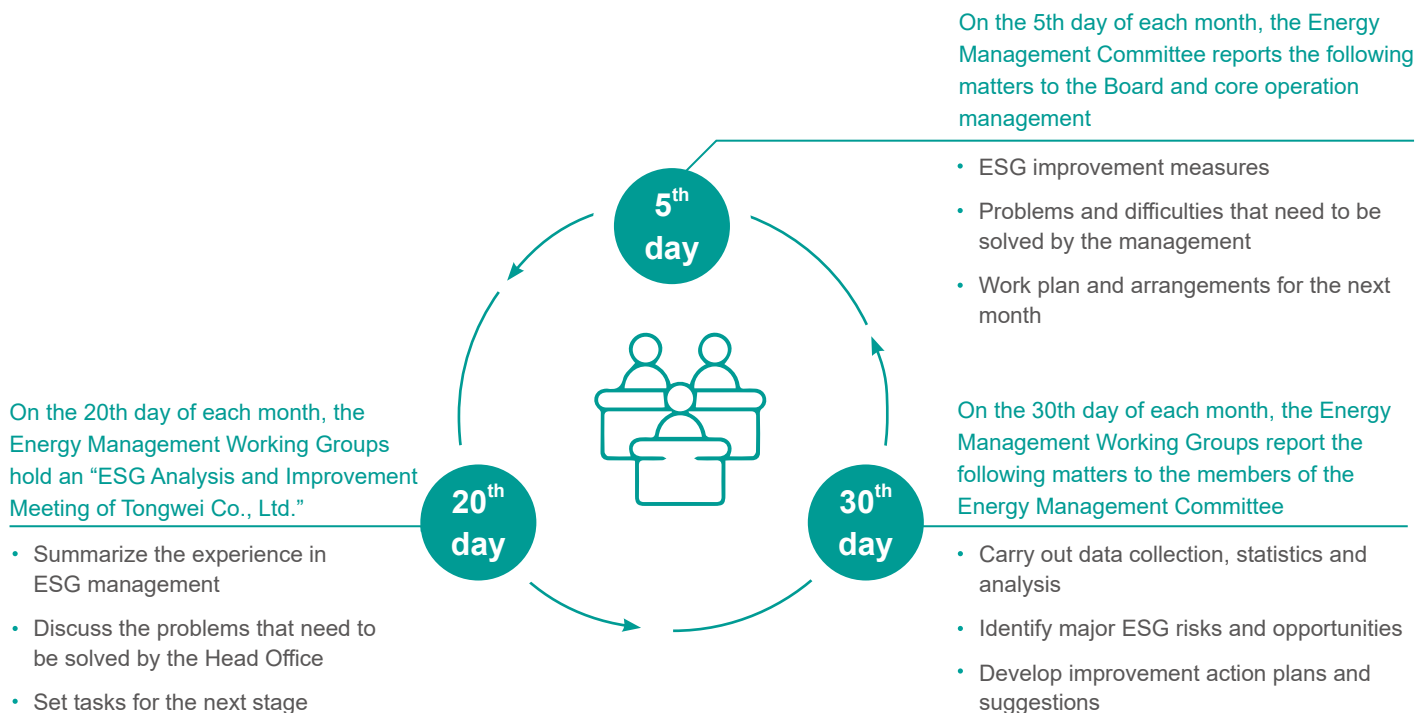 On the 5th day of each month, the Energy
Management Committee reports the following
matters to the Board and core operation
management
• ESG improvement measures
• Problems and difficulties that need to be
solved by the management
• Work plan and arrangements for the next
month
5th
day
On the 20th day of each month, the
Energy Management Working Groups
hold an “ESG Analysis and Improvement
Meeting of Tongwei Co., Ltd.”
20th
day
• Summarize the experience in
ESG management
• Discuss the problems that need to
be solved by the Head Office
• Set tasks for the next stage
30th
day
On the 30th day of each month, the Energy
Management Working Groups report the
following matters to the members of the
Energy Management Committee
• Carry out data collection, statistics and
analysis
• Identify major ESG risks and opportunities
• Develop improvement action plans and
suggestions